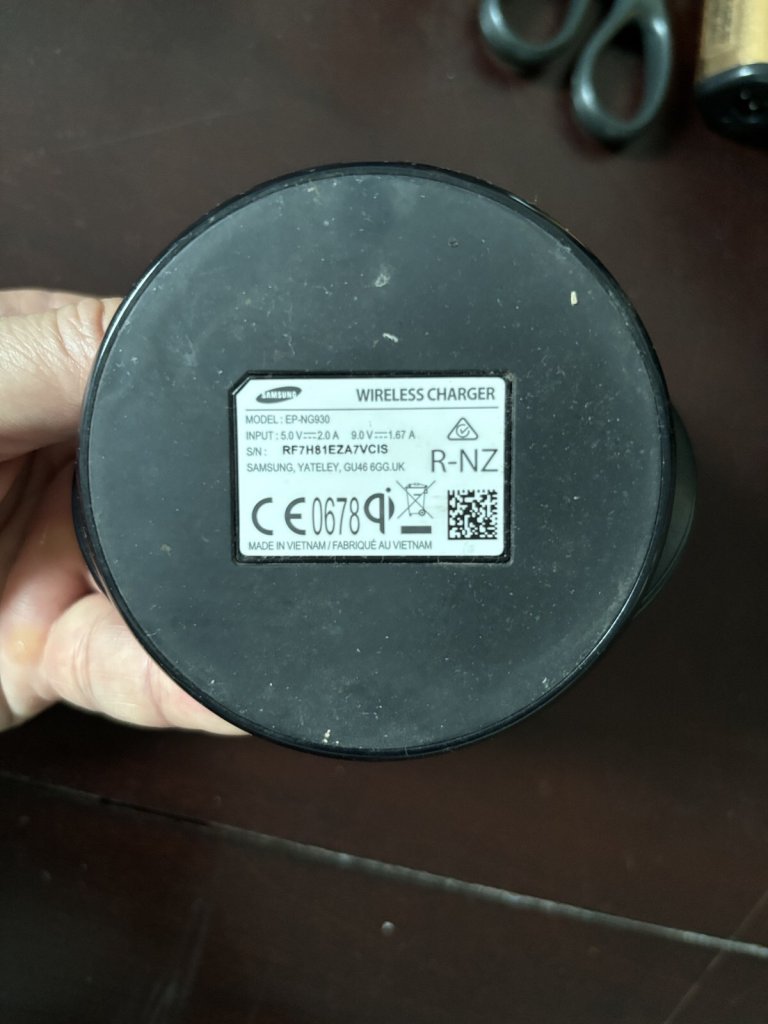 SAMSUNG WIRELESS CHARGER
MODEL : EP-NG930
INPUT : 5.0 V⎓2.0 A 9.0 V⎓1.67 A
S/N : RF7H81EZA7VCIS
SAMSUNG, YATELEY, GU46 6GG.UK
R-NZ
CE0678 qi
MADE IN VIETNAM / FABRIQUÉ AU VIETNAM